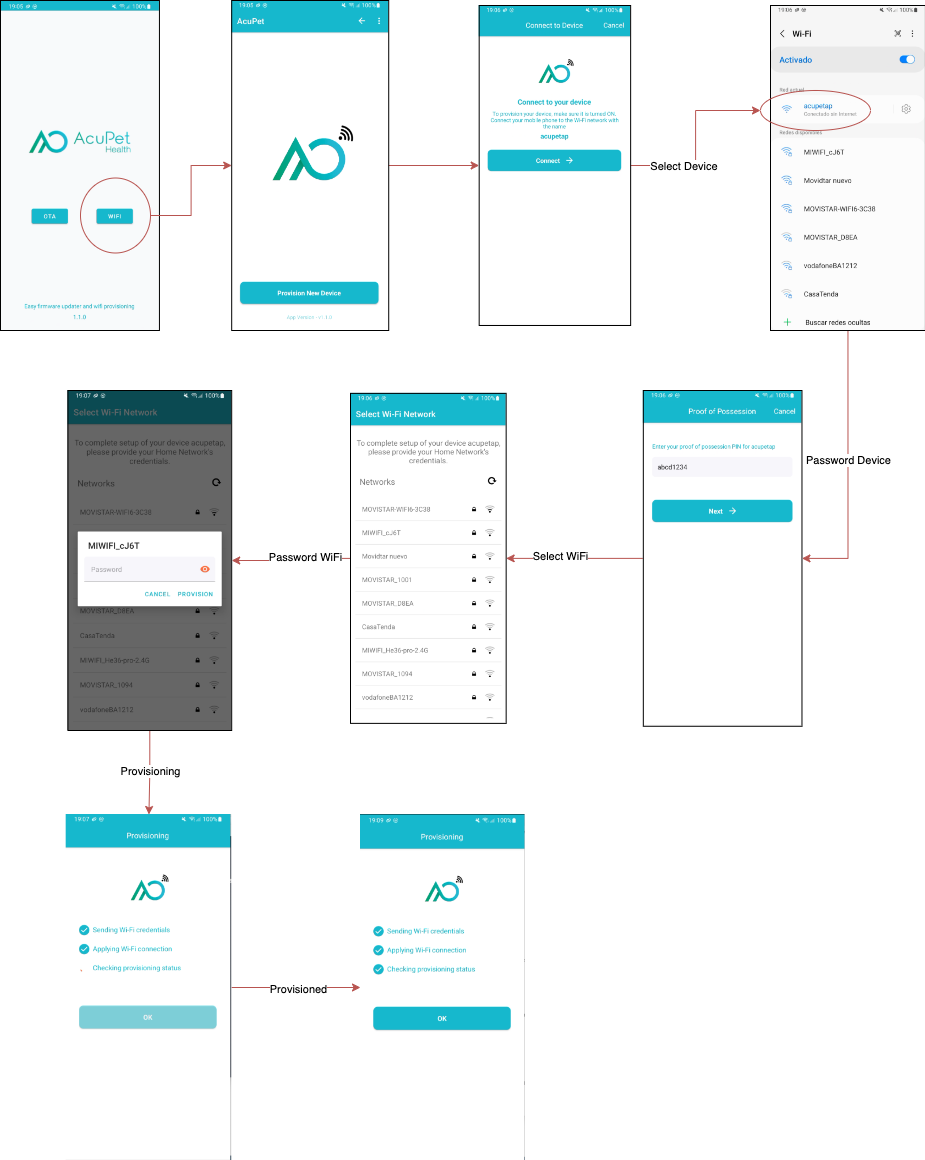 19:05
100%
AcuPet
Health
OTA
WIFI
Easy firmware updater and wifi provisioning
1.1.0
19:05
100%
AcuPet
Provision New Device
App Version - v1.1.0
19:06
100%
Connect to Device
Cancel
Connect to your device
To provision your device, make sure it is turned ON.
Connect your mobile phone to the Wi-Fi network with
the name
acupetap
Connect
Select Device
19:06
100%
Wi-Fi
Activado
Red actual
acupetap
Conectado sin Internet
Redes disponibles
MIWIFI_cJ6T
Movidtar nuevo
MOVISTAR-WIFI6-3C38
MOVISTAR_D8EA
vodafoneBA1212
CasaTenda
Buscar redes ocultas
Password Device
19:06
100%
Proof of Possession
Cancel
Enter your proof of possession PIN for acupetap
abcd1234
Next
Select WiFi
19:06
100%
Select Wi-Fi Network
To complete setup of your device acupetap,
please provide your Home Network's
credentials.
Networks
MOVISTAR-WIFI6-3C38
MIWIFI_cJ6T
Movidtar nuevo
MOVISTAR_1001
MOVISTAR_D8EA
CasaTenda
MIWIFI_He36-pro-2.4G
MOVISTAR_1094
vodafoneBA1212
Password WiFi
19:07
100%
Select Wi-Fi Network
To complete setup of your device acupetap,
please provide your Home Network's
credentials.
Networks
MOVISTAR-WIFI6-3C38
MIWIFI_cJ6T
Password
CANCEL
PROVISION
MOVISTAR_D8EA
CasaTenda
MIWIFI_He36-pro-2.4G
MOVISTAR_1094
vodafoneBA1212
Provisioning
19:07
100%
Provisioning
Sending Wi-Fi credentials
Applying Wi-Fi connection
Checking provisioning status
OK
Provisioned
19:09
100%
Provisioning
Sending Wi-Fi credentials
Applying Wi-Fi connection
Checking provisioning status
OK